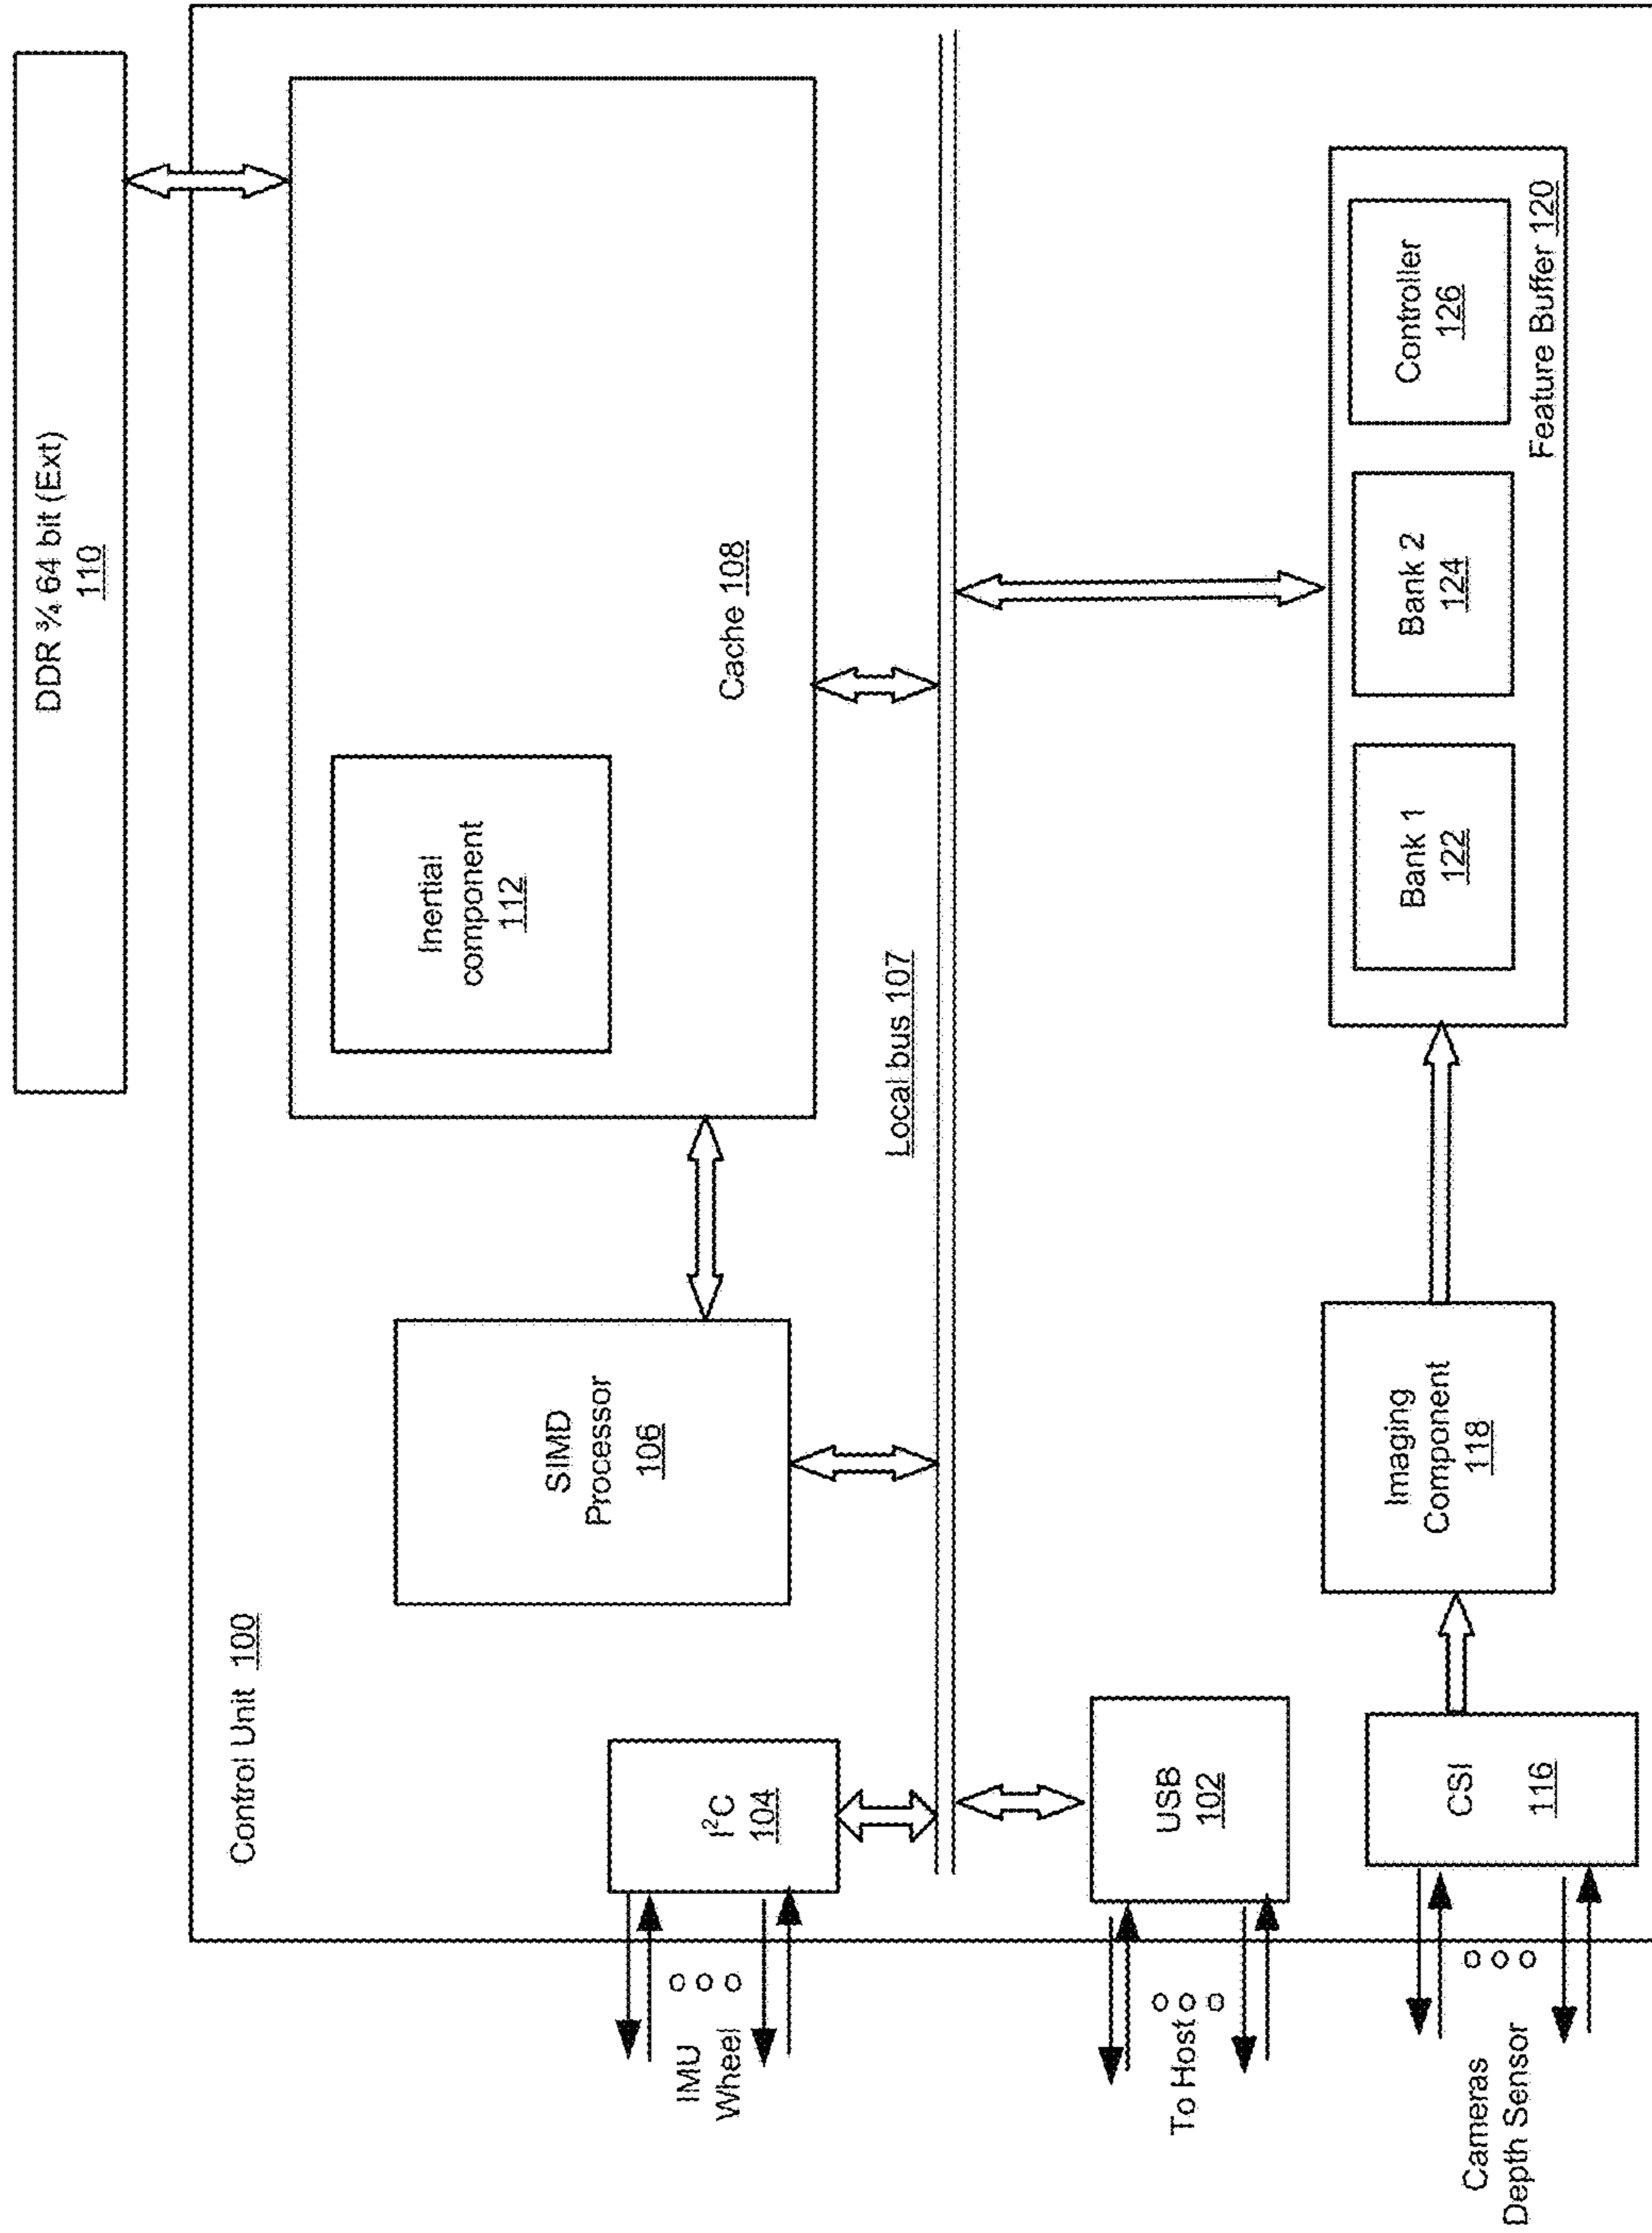 DDR ¾ 64 bit (Ext)
110
Control Unit 100
SIMD
Processor
106
Inertial
component
112
Cache 108
I²C
104
IMU
Wheel
Local bus 107
USB
102
To Host
Cameras
Depth Sensor
CSI
116
Imaging
Component
118
Bank 1
122
Bank 2
124
Controller
126
Feature Buffer 120